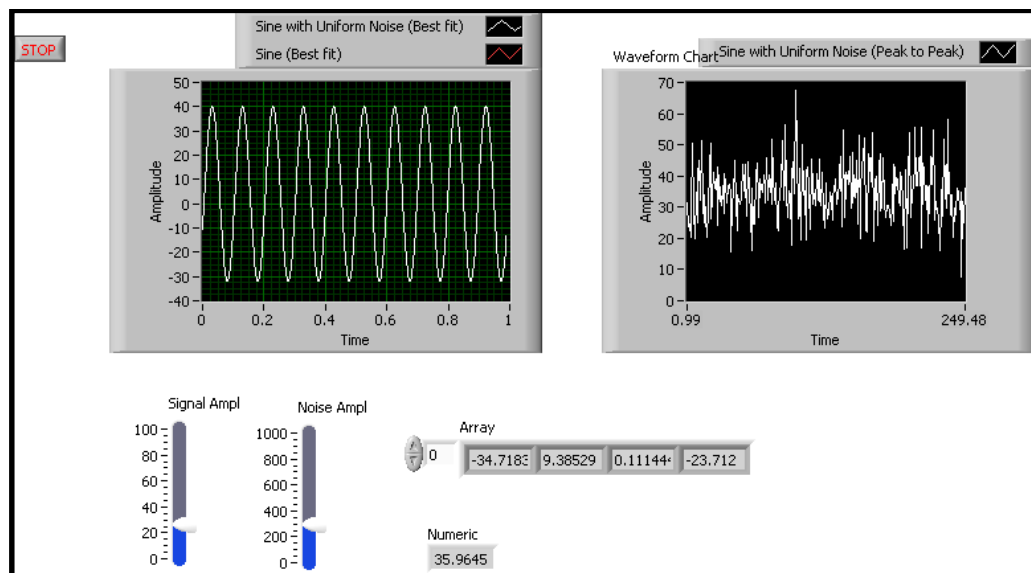 STOP
Sine with Uniform Noise (Best fit)
Sine (Best fit)
50
40
30
20
10
0
-10
-20
-30
-40
Amplitude
0 0.2 0.4 0.6 0.8 1
Time
Waveform Chart
Sine with Uniform Noise (Peak to Peak)
70
60
50
40
30
20
10
0
Amplitude
0.99 249.48
Time
Signal Ampl
100
80
60
40
20
0
Noise Ampl
1000
800
600
400
200
0
Array
0 -34.7183 9.38529 0.111444 -23.712
Numeric
35.9645